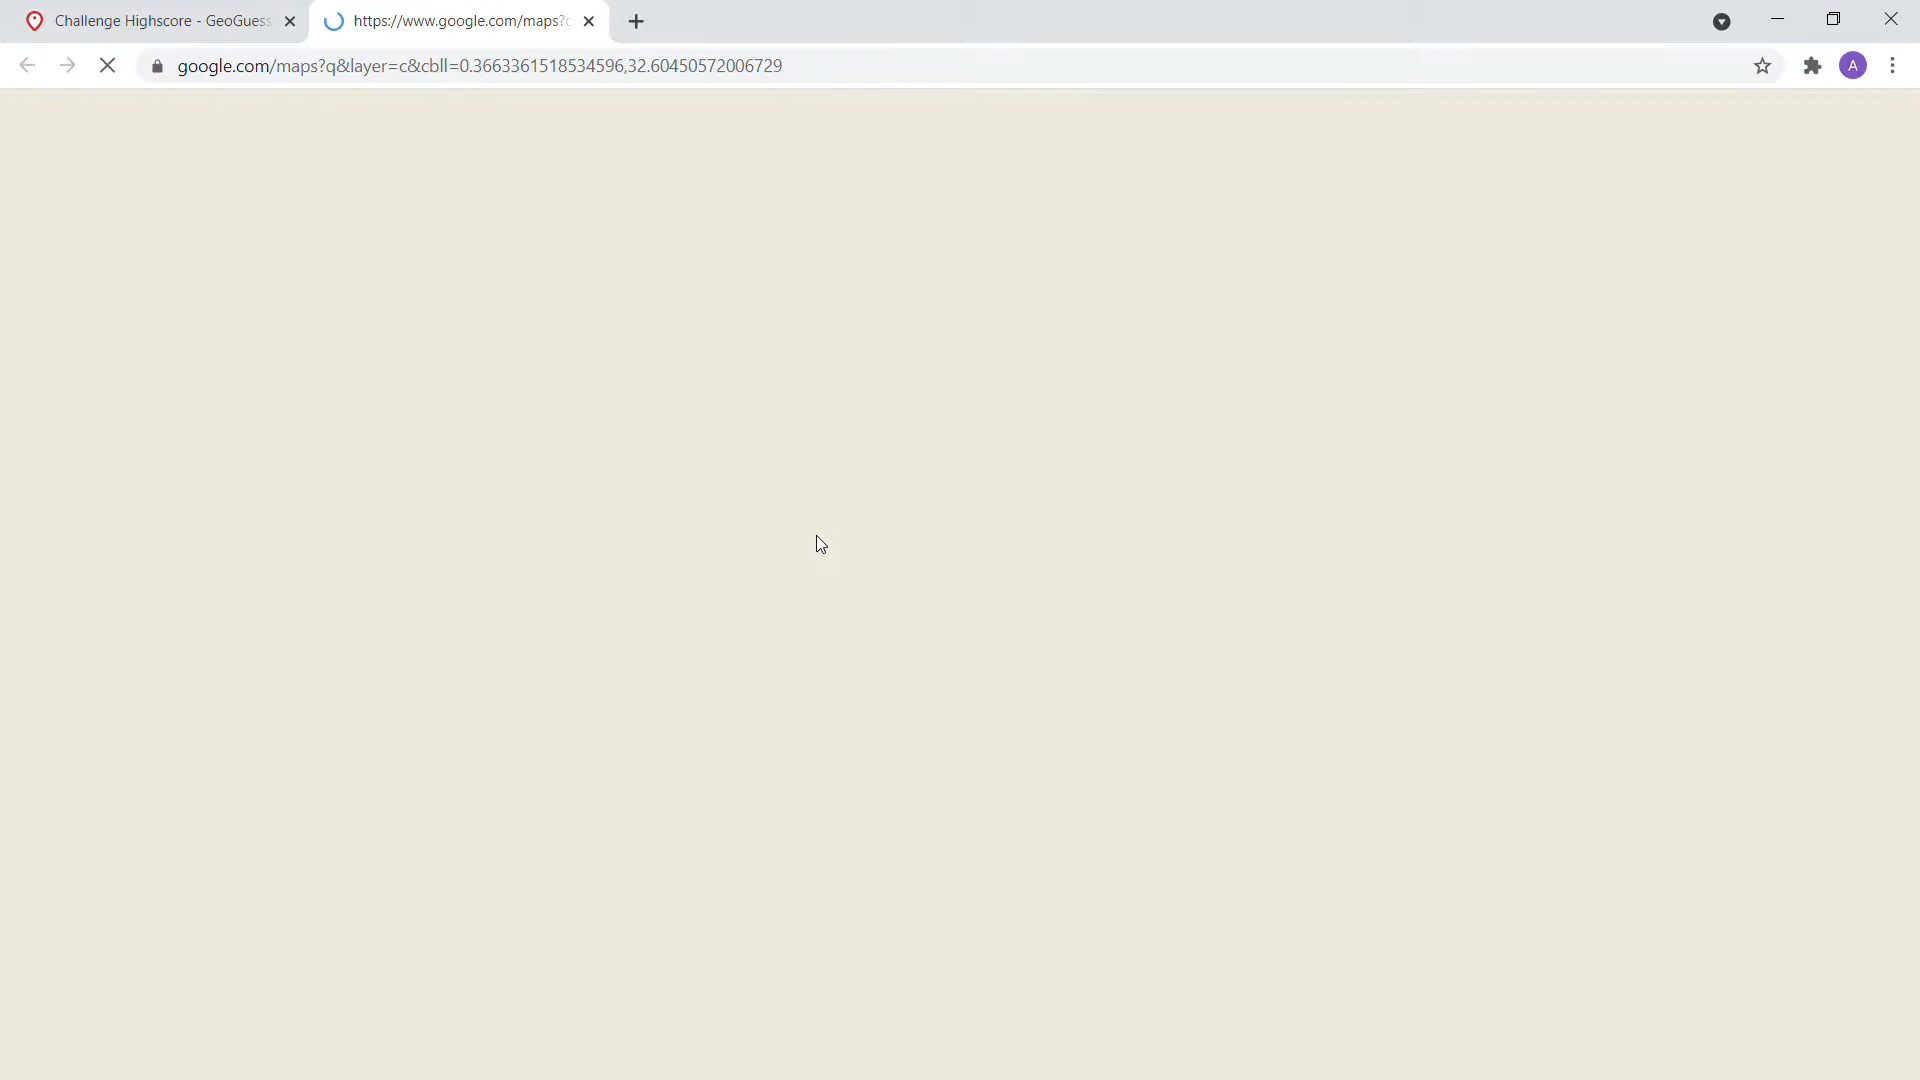 Challenge Highscore - GeoGuess
https://www.google.com/maps?
google.com/maps?q&layer=c&cbll=0.3663361518534596,32.60450572006729
A